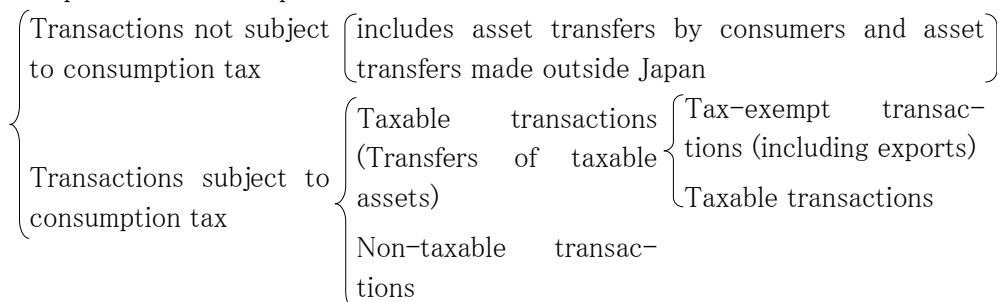 Transactions not subject
to consumption tax
includes asset transfers by consumers and asset
transfers made outside Japan
Transactions subject to
consumption tax
Taxable transactions
(Transfers of taxable
assets)
Tax-exempt transac-
tions (including exports)
Taxable transactions
Non-taxable transac-
tions